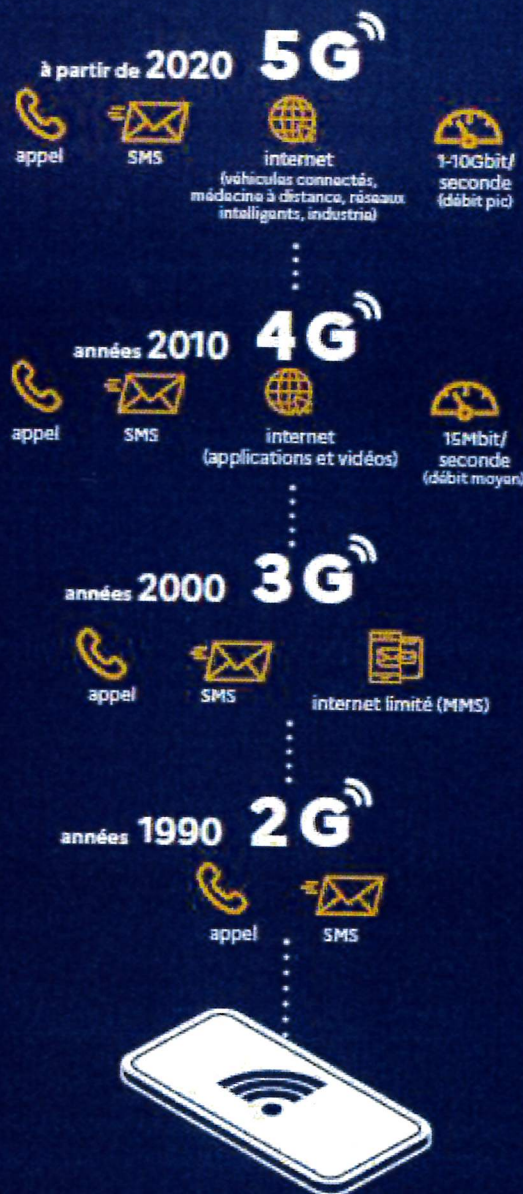 à partir de 2020 5G
appel
SMS
internet
(véhicules connectés,
médecine à distance, réseaux
intelligents, industrie)
1-10Gbit/
seconde
(débit pic)
années 2010 4G
appel
SMS
internet
(applications et vidéos)
15Mbit/
seconde
(débit moyen)
années 2000 3G
appel
SMS
internet limité (MMS)
années 1990 2G
appel
SMS